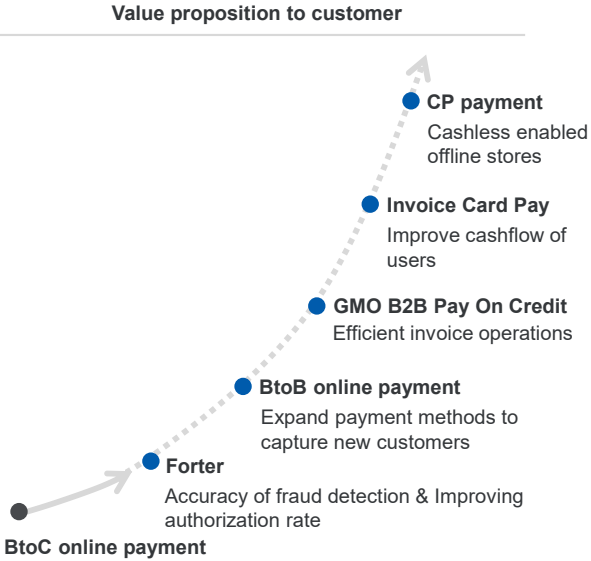 Value proposition to customer
CP payment
Cashless enabled
offline stores
Invoice Card Pay
Improve cashflow of
users
GMO B2B Pay On Credit
Efficient invoice operations
BtoB online payment
Expand payment methods to
capture new customers
Forter
Accuracy of fraud detection & Improving
authorization rate
BtoC online payment